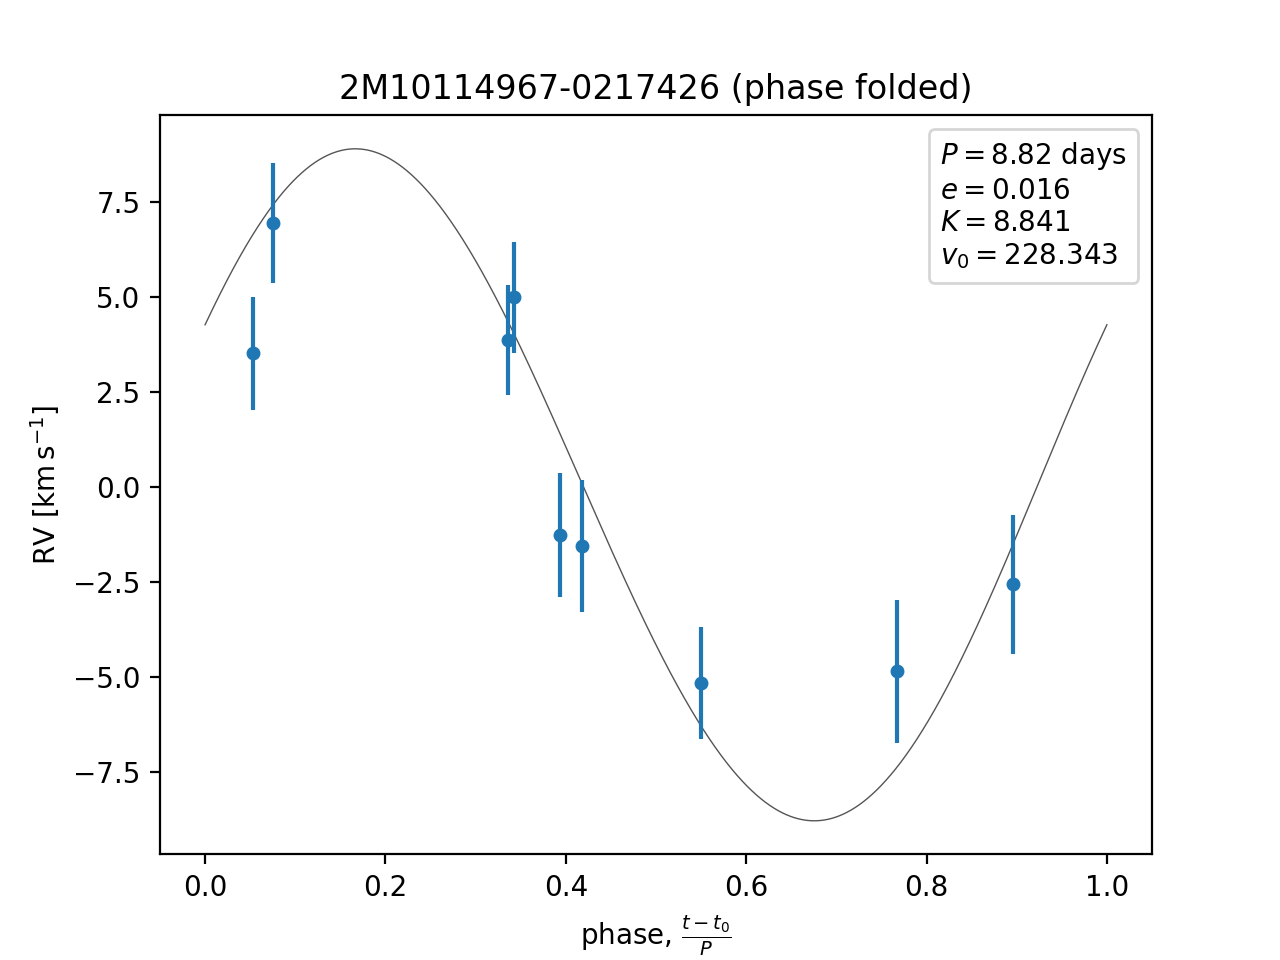 2M10114967-0217426 (phase folded)
P = 8.82 days
e = 0.016
K = 8.841
v₀ = 228.343
RV [km s⁻¹]
7.5
5.0
2.5
0.0
−2.5
−5.0
−7.5
0.0 0.2 0.4 0.6 0.8 1.0
phase, (t − t₀)/P